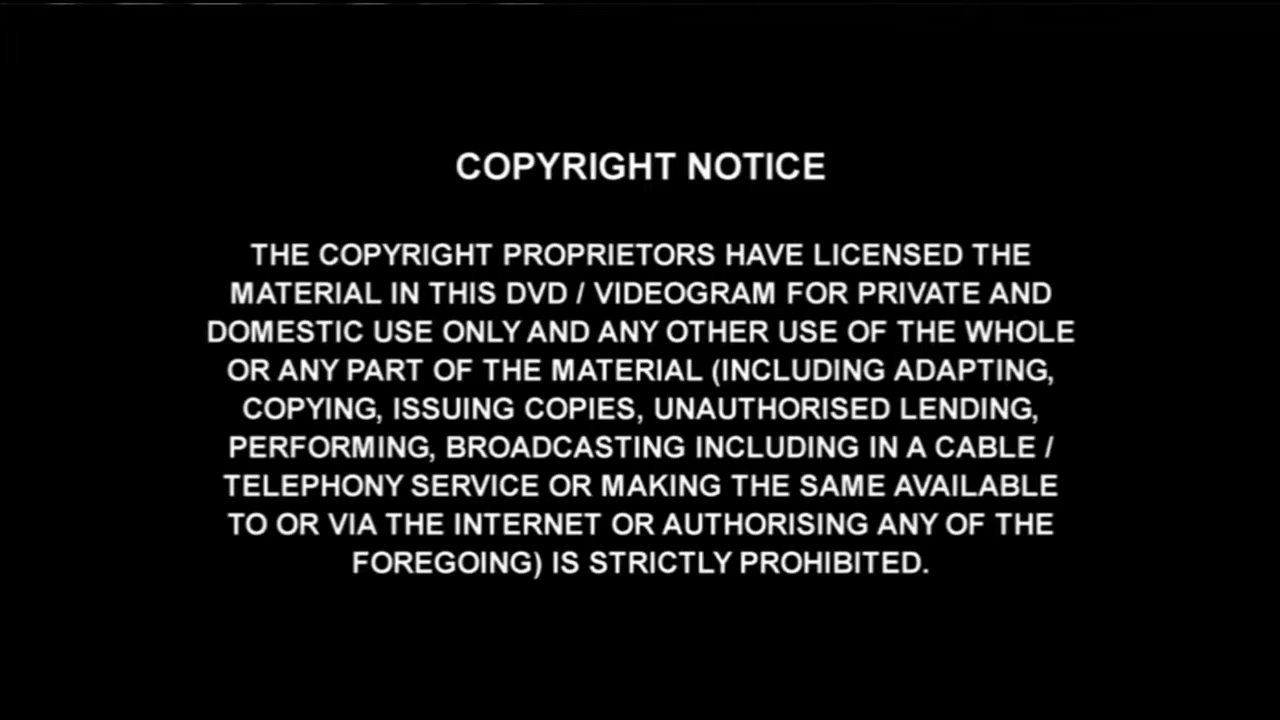 COPYRIGHT NOTICE
THE COPYRIGHT PROPRIETORS HAVE LICENSED THE
MATERIAL IN THIS DVD / VIDEOGRAM FOR PRIVATE AND
DOMESTIC USE ONLY AND ANY OTHER USE OF THE WHOLE
OR ANY PART OF THE MATERIAL (INCLUDING ADAPTING,
COPYING, ISSUING COPIES, UNAUTHORISED LENDING,
PERFORMING, BROADCASTING INCLUDING IN A CABLE /
TELEPHONY SERVICE OR MAKING THE SAME AVAILABLE
TO OR VIA THE INTERNET OR AUTHORISING ANY OF THE
FOREGOING) IS STRICTLY PROHIBITED.